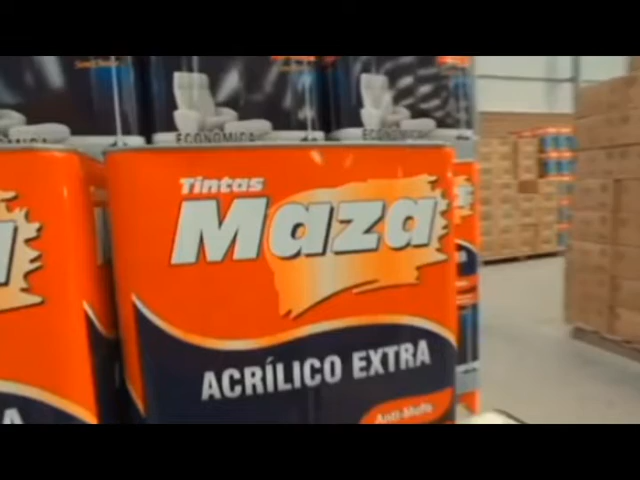 ECONÔMICA
ECONÔMICA
Tintas
Maza
ACRÍLICO EXTRA
Anti-Mofo